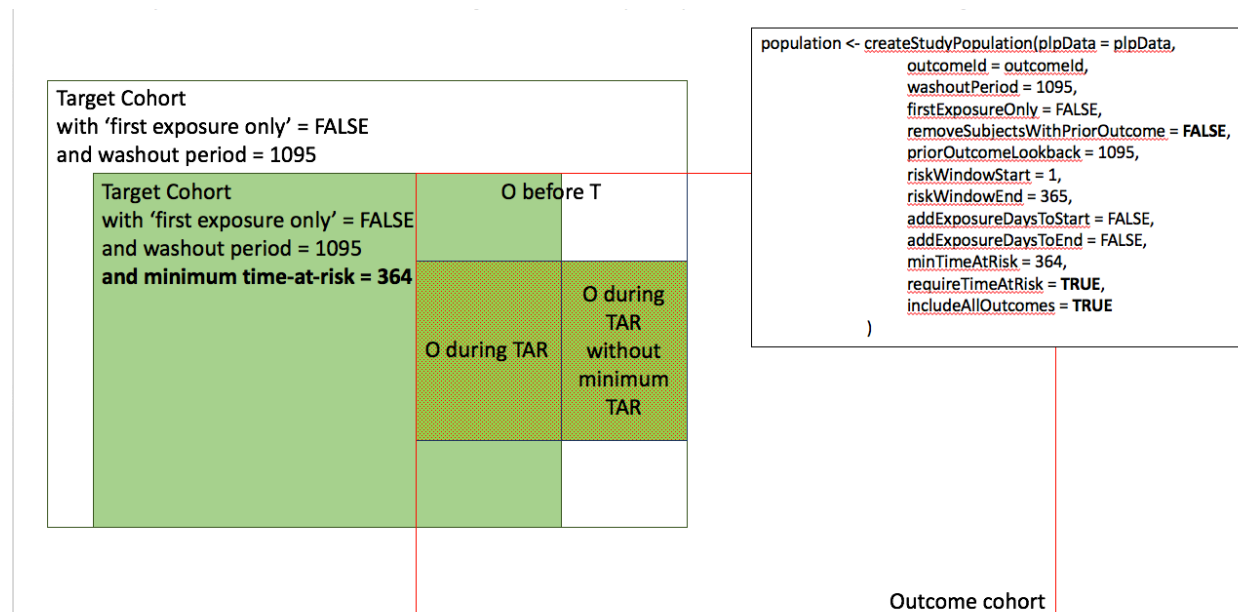 population <- createStudyPopulation(plpData = plpData,
outcomeId = outcomeId,
washoutPeriod = 1095,
firstExposureOnly = FALSE,
removeSubjectsWithPriorOutcome = FALSE,
priorOutcomeLookback = 1095,
riskWindowStart = 1,
riskWindowEnd = 365,
addExposureDaysToStart = FALSE,
addExposureDaysToEnd = FALSE,
minTimeAtRisk = 364,
requireTimeAtRisk = TRUE,
includeAllOutcomes = TRUE
)
Target Cohort
with ‘first exposure only’ = FALSE
and washout period = 1095
Target Cohort
with ‘first exposure only’ = FALSE
and washout period = 1095
and minimum time-at-risk = 364
O before T
O during TAR
O during
TAR
without
minimum
TAR
Outcome cohort